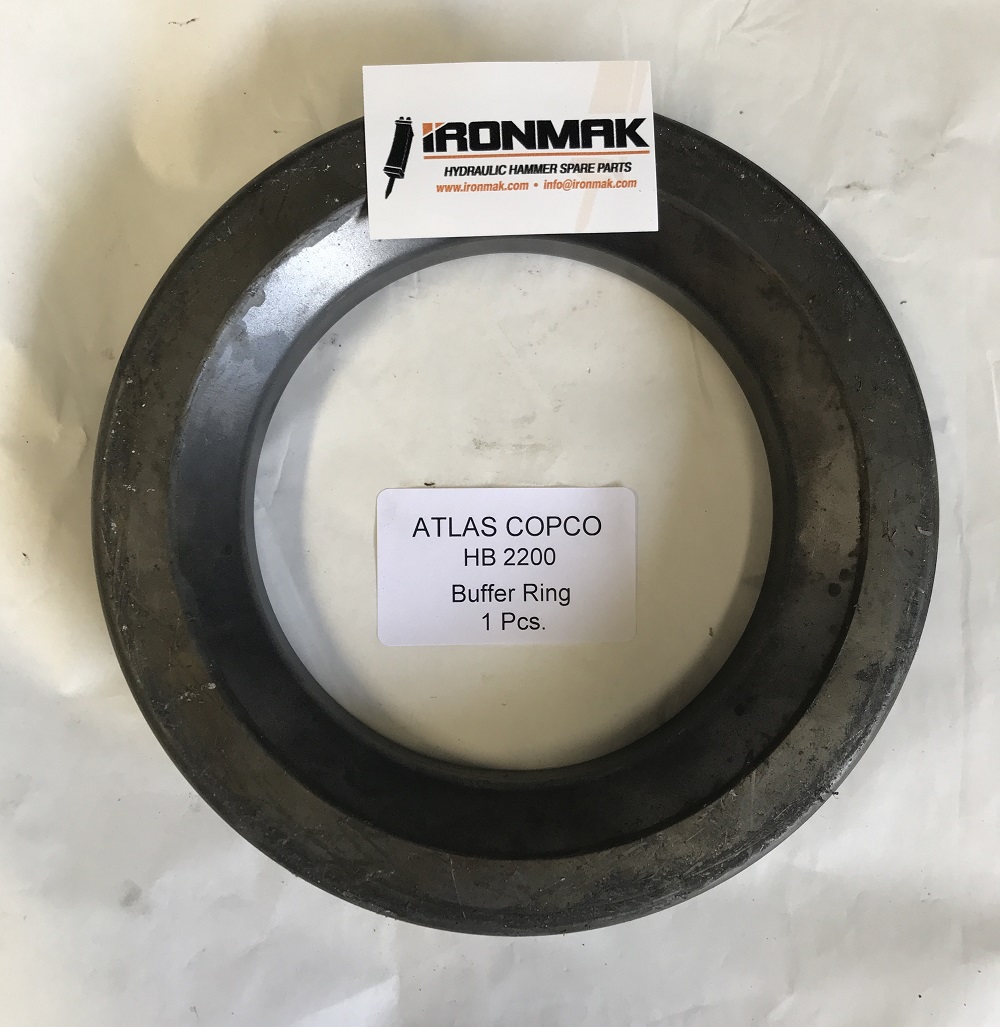 IRONMAK
HYDRAULIC HAMMER SPARE PARTS
www.ironmak.com • info@ironmak.com
ATLAS COPCO
HB 2200
Buffer Ring
1 Pcs.